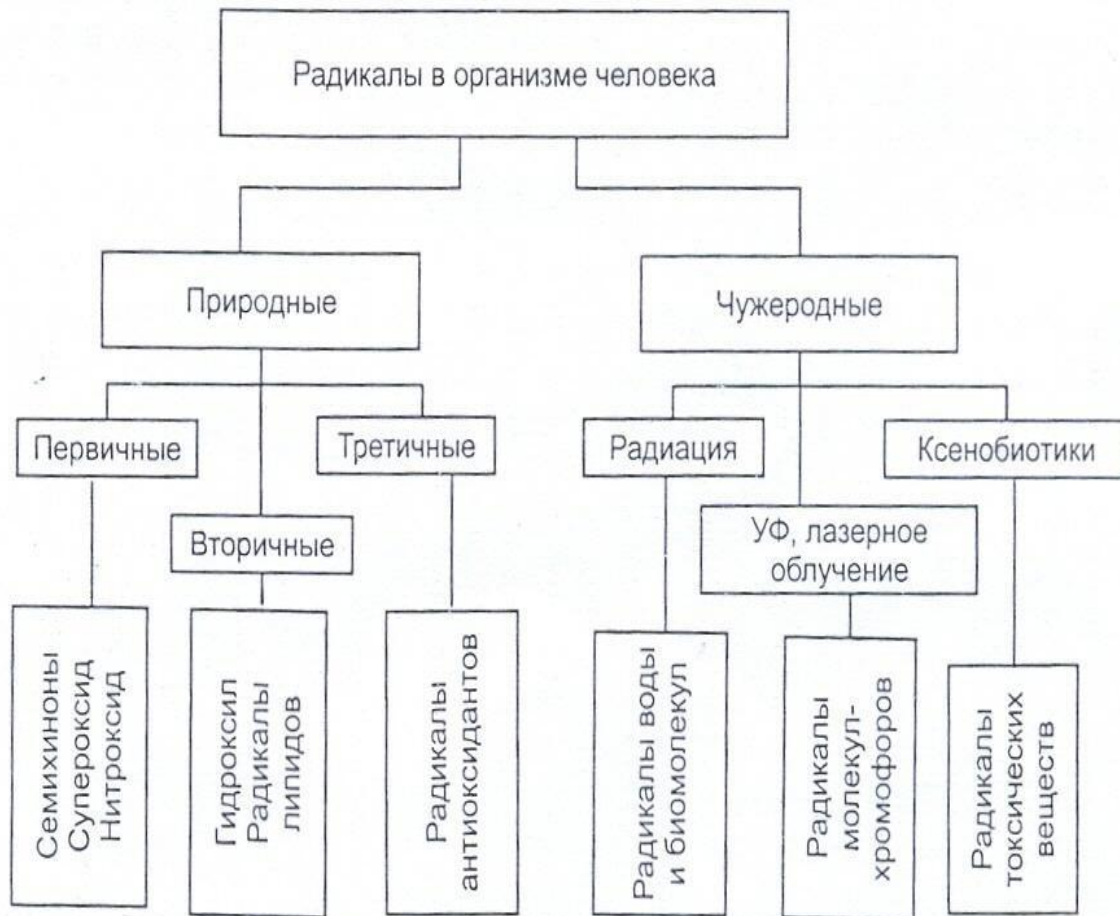 Радикалы в организме человека
Природные
Чужеродные
Первичные
Третичные
Радиация
Ксенобиотики
Вторичные
УФ, лазерное
облучение
Семихиноны
Супероксид
Нитроксид
Гидроксил
Радикалы
липидов
Радикалы
антиоксидантов
Радикалы воды
и биомолекул
Радикалы
молекул-
хромофоров
Радикалы
токсических
веществ